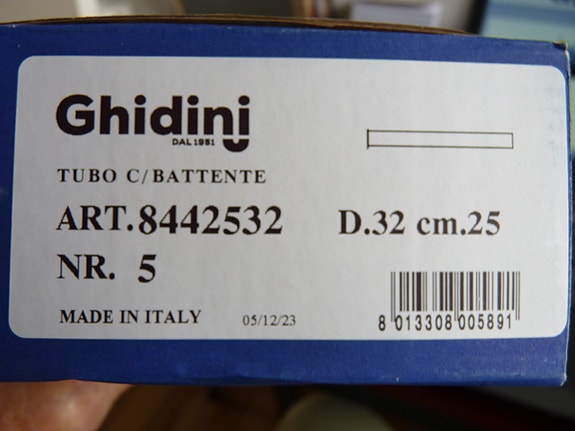 Ghidini
DAL 1951
TUBO C/BATTENTE
ART.8442532 D.32 cm.25
NR. 5
MADE IN ITALY 05/12/23
8 013308 005891